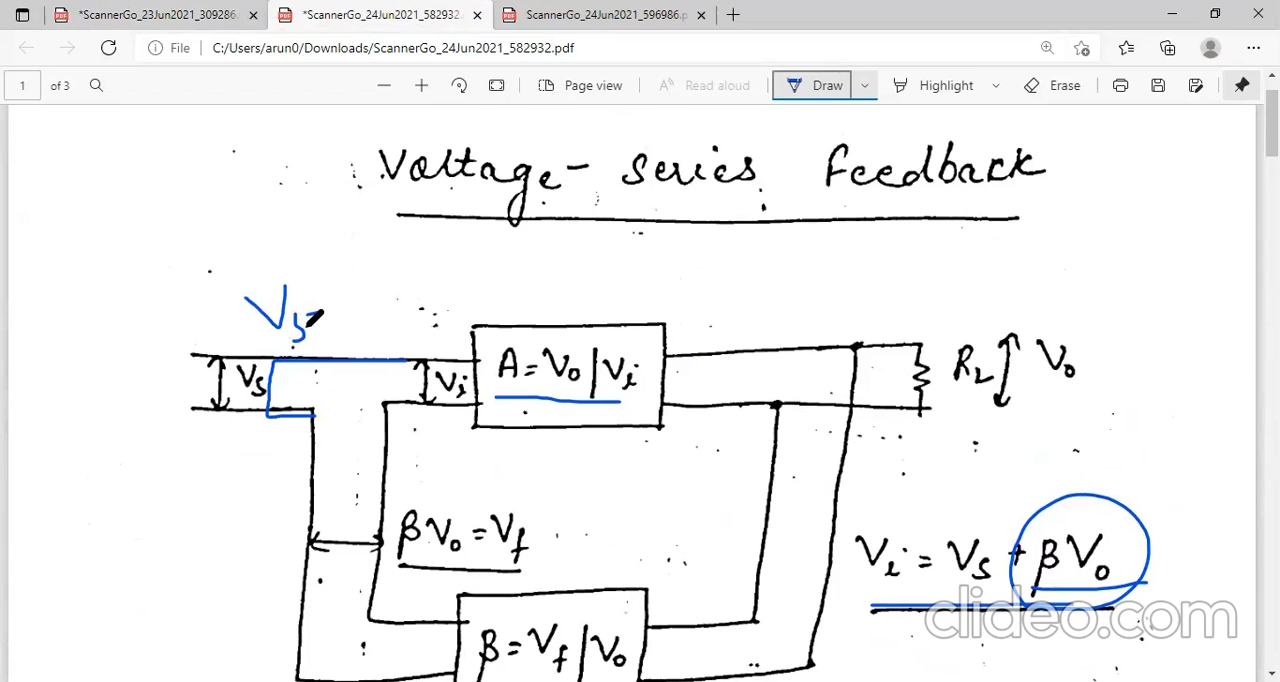 *ScannerGo_23Jun2021_309286.
*ScannerGo_24Jun2021_582932.
ScannerGo_24Jun2021_596986.p
File
C:/Users/arun0/Downloads/ScannerGo_24Jun2021_582932.pdf
1 of 3
Page view
Read aloud
Draw
Highlight
Erase
Voltage - series Feedback
Vs
Vs
Vi
A = Vo | Vi
RL
Vo
βVo = Vf
Vi = Vs + βVo
β = Vf | Vo
clideo.com